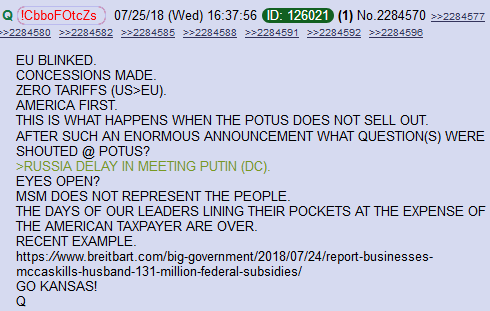 Q !CbboFOtcZs 07/25/18 (Wed) 16:37:56 ID: 126021 (1) No.2284570 >>2284577
>>2284580 >>2284582 >>2284585 >>2284588 >>2284591 >>2284592 >>2284596
EU BLINKED.
CONCESSIONS MADE.
ZERO TARIFFS (US>EU).
AMERICA FIRST.
THIS IS WHAT HAPPENS WHEN THE POTUS DOES NOT SELL OUT.
AFTER SUCH AN ENORMOUS ANNOUNCEMENT WHAT QUESTION(S) WERE
SHOUTED @ POTUS?
>RUSSIA DELAY IN MEETING PUTIN (DC).
EYES OPEN?
MSM DOES NOT REPRESENT THE PEOPLE.
THE DAYS OF OUR LEADERS LINING THEIR POCKETS AT THE EXPENSE OF
THE AMERICAN TAXPAYER ARE OVER.
RECENT EXAMPLE.
https://www.breitbart.com/big-government/2018/07/24/report-businesses-
mccaskills-husband-131-million-federal-subsidies/
GO KANSAS!
Q